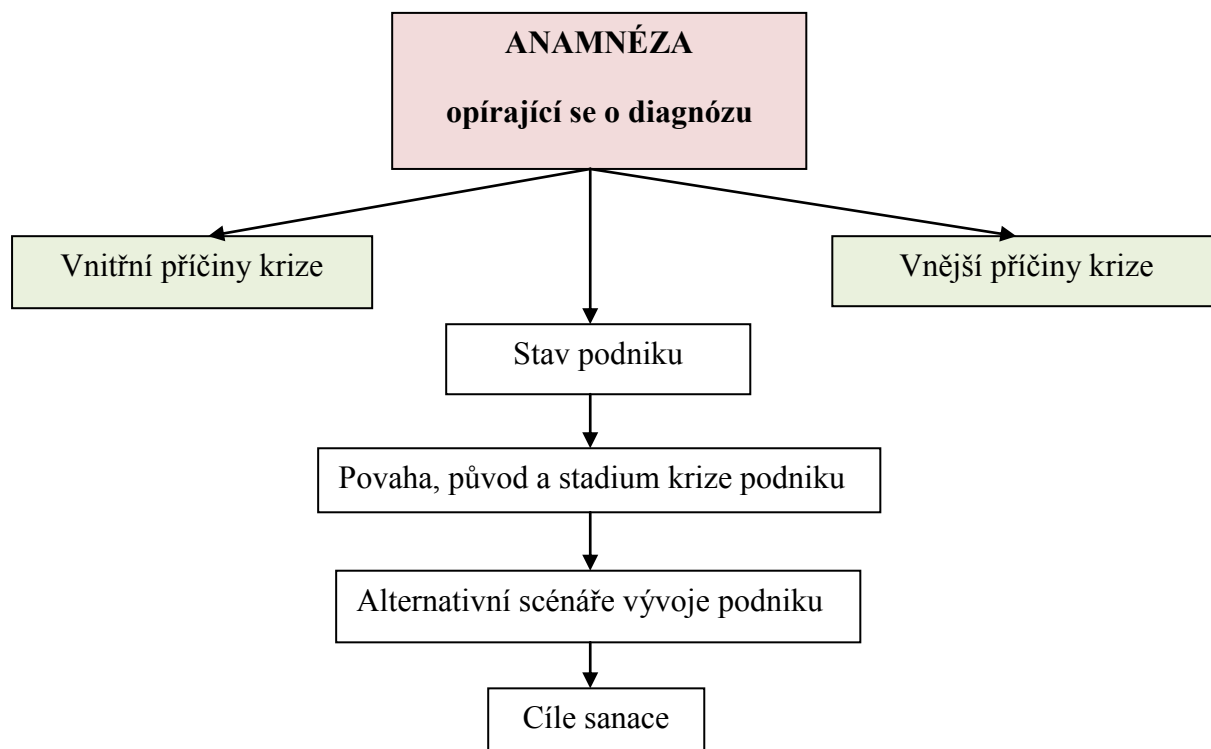 ANAMNÉZA
opírající se o diagnózu
Vnitřní příčiny krize
Vnější příčiny krize
Stav podniku
Povaha, původ a stadium krize podniku
Alternativní scénáře vývoje podniku
Cíle sanace